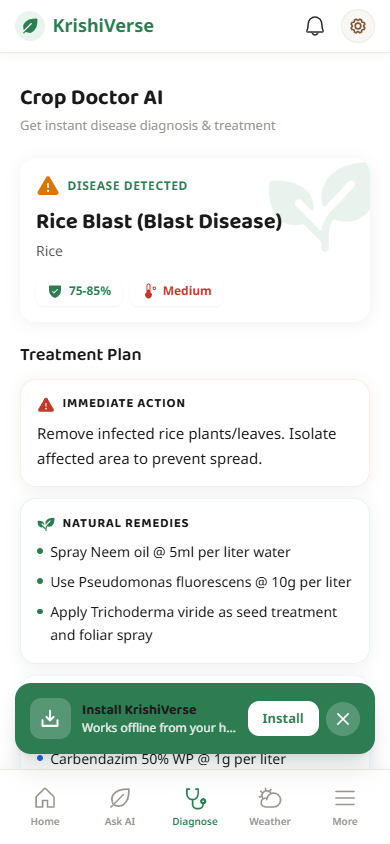 KrishiVerse
Crop Doctor AI
Get instant disease diagnosis & treatment
DISEASE DETECTED
Rice Blast (Blast Disease)
Rice
75-85%
Medium
Treatment Plan
IMMEDIATE ACTION
Remove infected rice plants/leaves. Isolate
affected area to prevent spread.
NATURAL REMEDIES
Spray Neem oil @ 5ml per liter water
Use Pseudomonas fluorescens @ 10g per liter
Apply Trichoderma viride as seed treatment
and foliar spray
Install KrishiVerse
Works offline from your h...
Install
Carbendazim 50% WP @ 1g per liter
Home
Ask AI
Diagnose
Weather
More